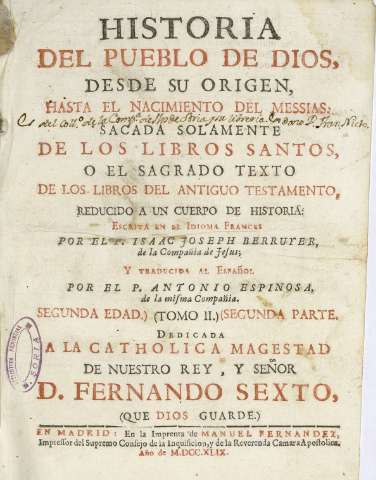 HISTORIA
DEL PUEBLO DE DIOS,
DESDE SU ORIGEN,
HASTA EL NACIMIENTO DEL MESSIAS:
SACADA SOLAMENTE
DE LOS LIBROS SANTOS,
O EL SAGRADO TEXTO
DE LOS LIBROS DEL ANTIGUO TESTAMENTO,
REDUCIDO A UN CUERPO DE HISTORIA:
ESCRITA EN EL IDIOMA FRANCES
POR EL P. ISAAC JOSEPH BERRUYER,
de la Compañia de Jesus;
Y TRADUCIDA AL ESPAÑOL
POR EL P. ANTONIO ESPINOSA,
de la misma Compañia.
SEGUNDA EDAD.) (TOMO II.) (SEGUNDA PARTE.
DEDICADA
A LA CATHOLICA MAGESTAD
DE NUESTRO REY, Y SEÑOR
D. FERNANDO SEXTO,
(QUE DIOS GUARDE.)
SORIA
EN MADRID: En la Imprenta de MANUEL FERNANDEZ,
Impressor del Supremo Consejo de la Inquisicion, y de la Reverenda Camara Apostolica.
Año de M.DCC.XLIX.